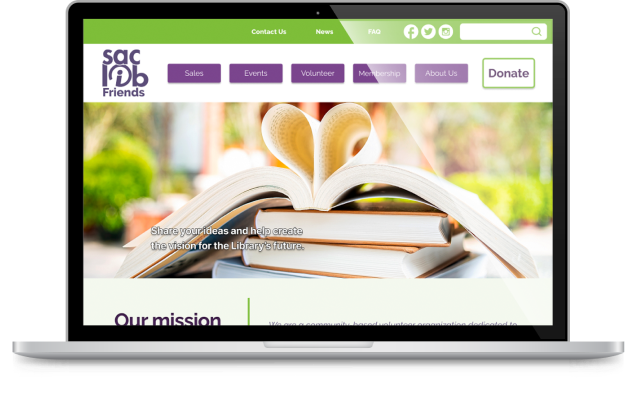 Contact Us News FAQ
sac
lib
Friends
Sales Events Volunteer Membership About Us Donate
Share your ideas and help create
the vision for the Library's future.
Our mission
We are a community-based volunteer organization dedicated to